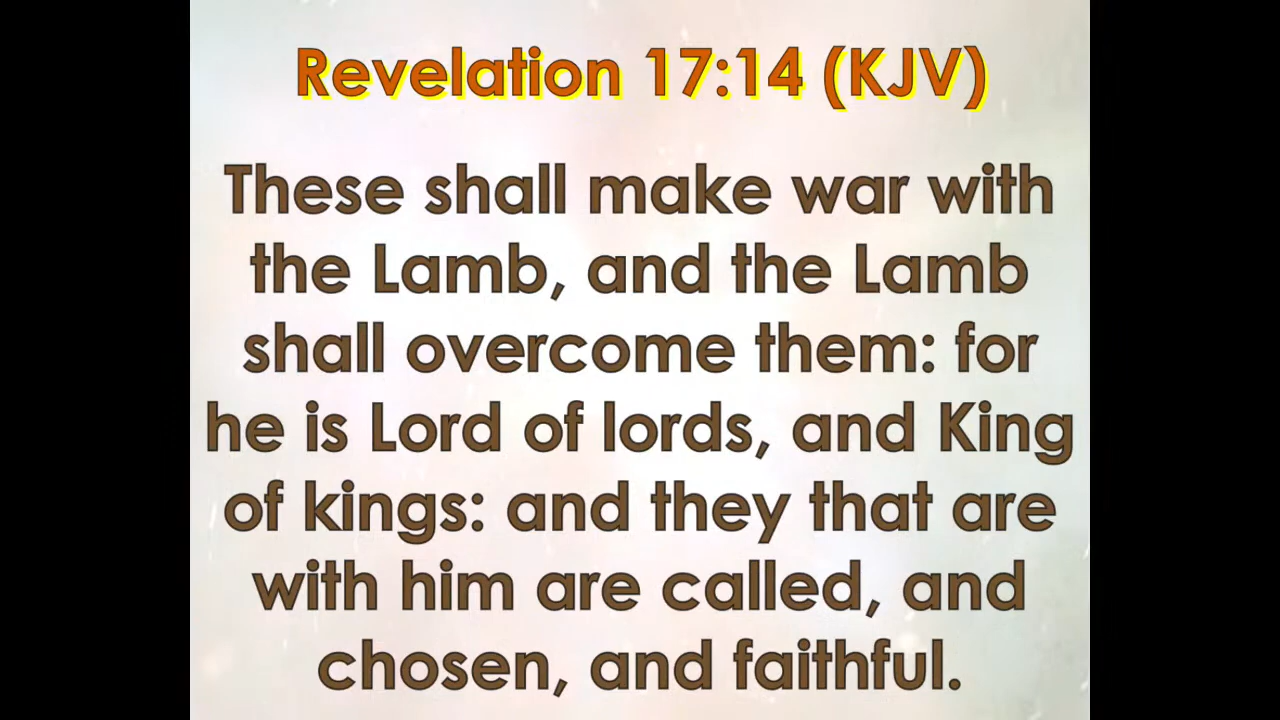 Revelation 17:14 (KJV)
These shall make war with
the Lamb, and the Lamb
shall overcome them: for
he is Lord of lords, and King
of kings: and they that are
with him are called, and
chosen, and faithful.